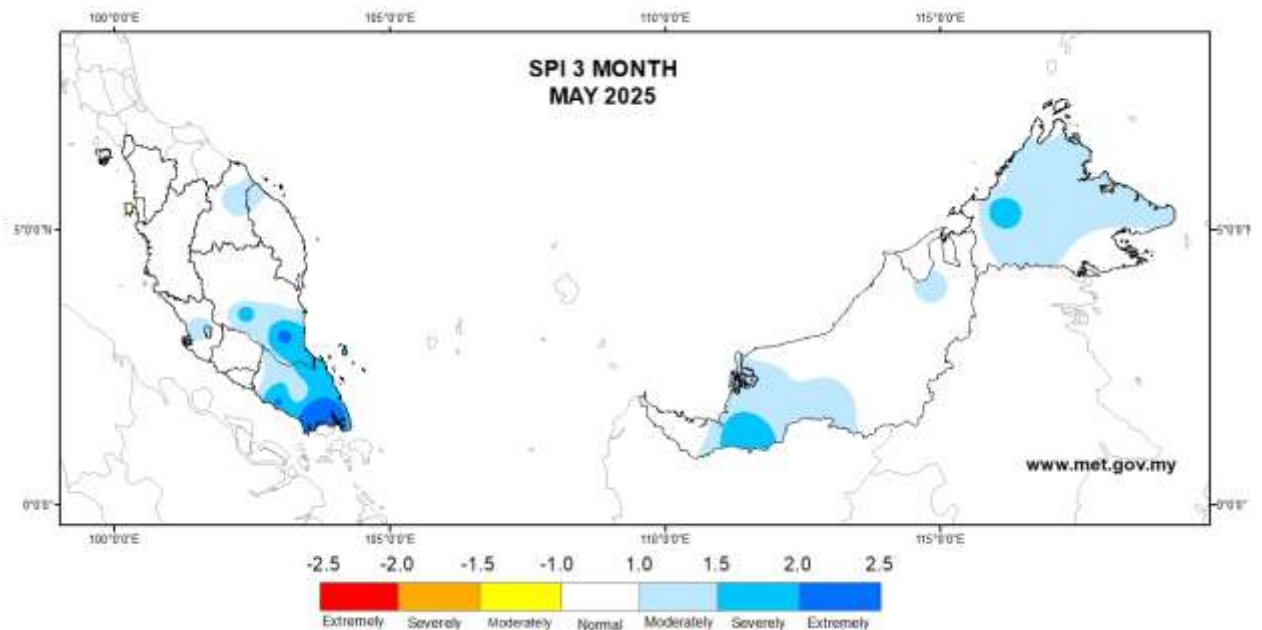 100°0'0"E 105°0'0"E 110°0'0"E 115°0'0"E
SPI 3 MONTH
MAY 2025
5°0'0"N 5°0'0"N
www.met.gov.my
0°0'0" 0°0'0"
100°0'0"E 105°0'0"E 110°0'0"E 115°0'0"E
-2.5 -2.0 -1.5 -1.0 1.0 1.5 2.0 2.5
Extremely Severely Moderately Normal Moderately Severely Extremely